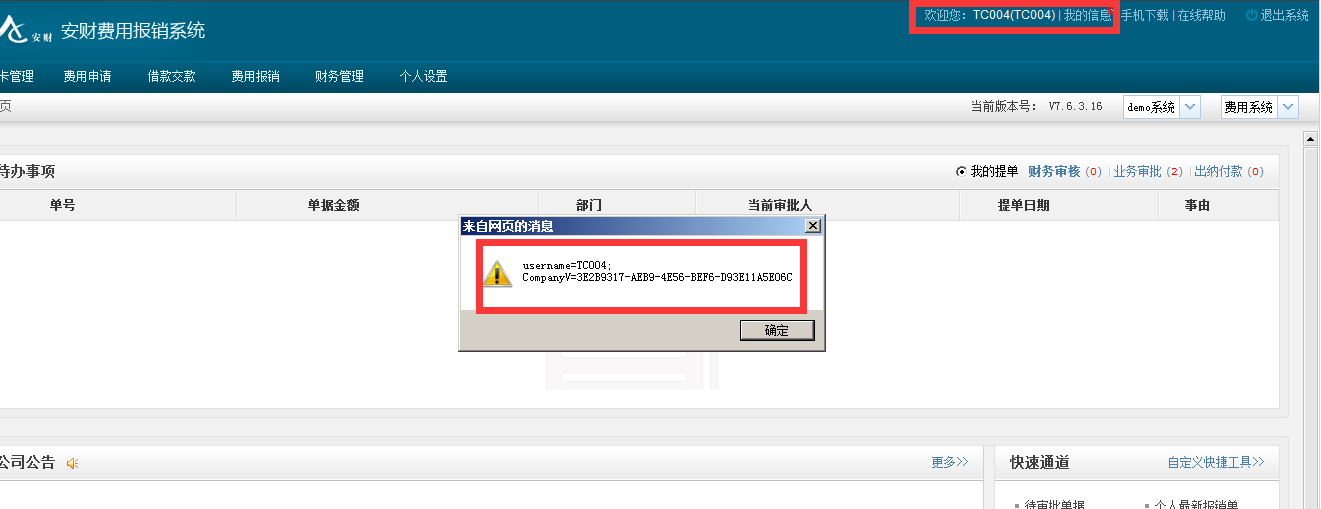 欢迎您：TC004(TC004) | 我的信息 手机下载 | 在线帮助 退出系统
安财 安财费用报销系统
卡管理 费用申请 借款交款 费用报销 财务管理 个人设置
页 当前版本号： V7.6.3.16 demo系统 费用系统
待办事项 我的提单 财务审核 (0) | 业务审批 (2) | 出纳付款 (0)
单号 单据金额 部门 当前审批人 提单日期 事由
来自网页的消息
username=TC004;
CompanyV=3E2B9317-AEB9-4E56-BEF6-D93E11A5E06C
确定
公司公告 更多>> 快速通道 自定义快捷工具>>
待审批单据 个人最新报销单